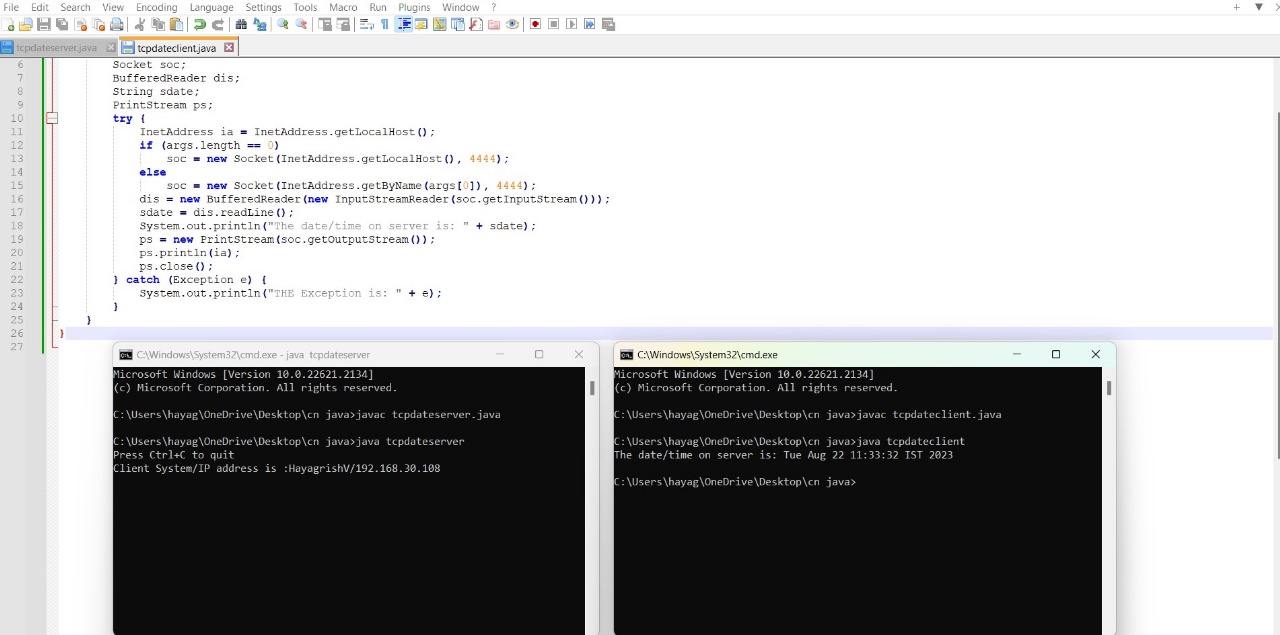 File Edit Search View Encoding Language Settings Tools Macro Run Plugins Window ?
tcpdateserver.java tcpdateclient.java
6 Socket soc;
7 BufferedReader dis;
8 String sdate;
9 PrintStream ps;
10 try {
11 InetAddress ia = InetAddress.getLocalHost();
12 if (args.length == 0)
13 soc = new Socket(InetAddress.getLocalHost(), 4444);
14 else
15 soc = new Socket(InetAddress.getByName(args[0]), 4444);
16 dis = new BufferedReader(new InputStreamReader(soc.getInputStream()));
17 sdate = dis.readLine();
18 System.out.println("The date/time on server is: " + sdate);
19 ps = new PrintStream(soc.getOutputStream());
20 ps.println(ia);
21 ps.close();
22 } catch (Exception e) {
23 System.out.println("THE Exception is: " + e);
24 }
25 }
26 }
27
C:\Windows\System32\cmd.exe - java tcpdateserver
Microsoft Windows [Version 10.0.22621.2134]
(c) Microsoft Corporation. All rights reserved.
C:\Users\hayag\OneDrive\Desktop\cn java>javac tcpdateserver.java
C:\Users\hayag\OneDrive\Desktop\cn java>java tcpdateserver
Press Ctrl+C to quit
Client System/IP address is :HayagrishV/192.168.30.108
C:\Windows\System32\cmd.exe
Microsoft Windows [Version 10.0.22621.2134]
(c) Microsoft Corporation. All rights reserved.
C:\Users\hayag\OneDrive\Desktop\cn java>javac tcpdateclient.java
C:\Users\hayag\OneDrive\Desktop\cn java>java tcpdateclient
The date/time on server is: Tue Aug 22 11:33:32 IST 2023
C:\Users\hayag\OneDrive\Desktop\cn java>